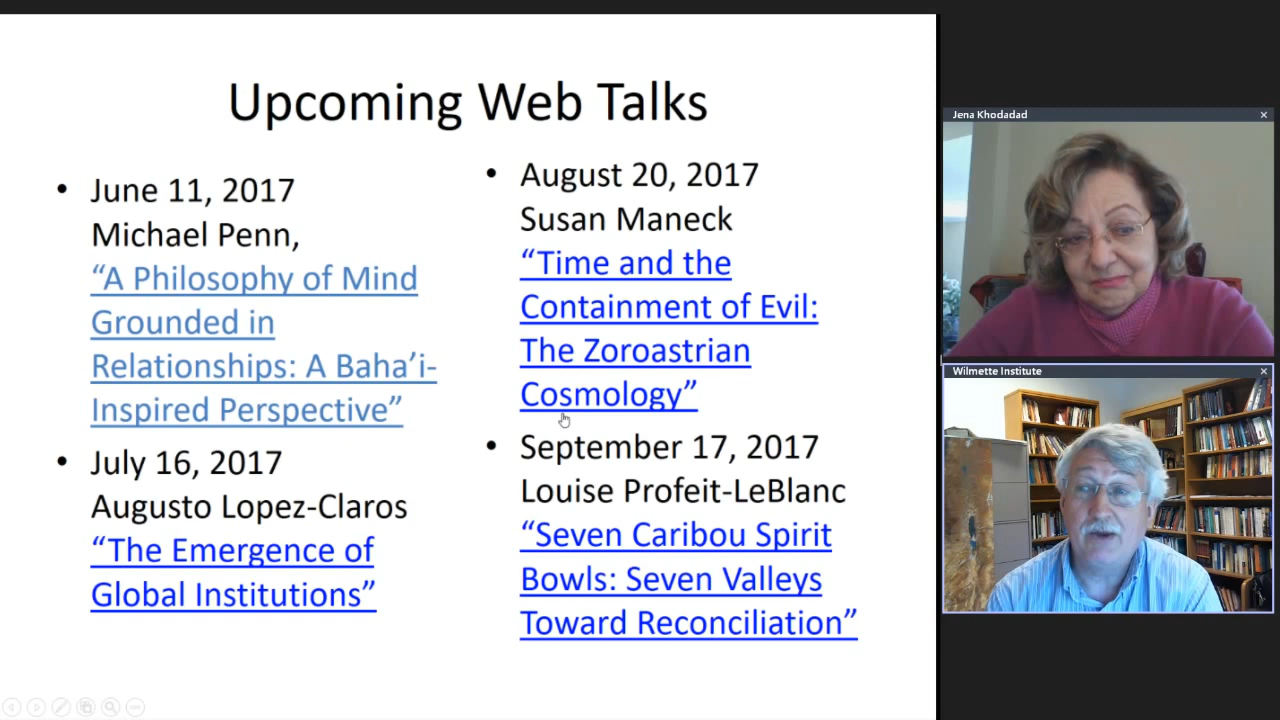 Upcoming Web Talks
• June 11, 2017
Michael Penn,
“A Philosophy of Mind
Grounded in
Relationships: A Baha’i-
Inspired Perspective”
• July 16, 2017
Augusto Lopez-Claros
“The Emergence of
Global Institutions”
• August 20, 2017
Susan Maneck
“Time and the
Containment of Evil:
The Zoroastrian
Cosmology”
• September 17, 2017
Louise Profeit-LeBlanc
“Seven Caribou Spirit
Bowls: Seven Valleys
Toward Reconciliation”
Jena Khodadad
Wilmette Institute